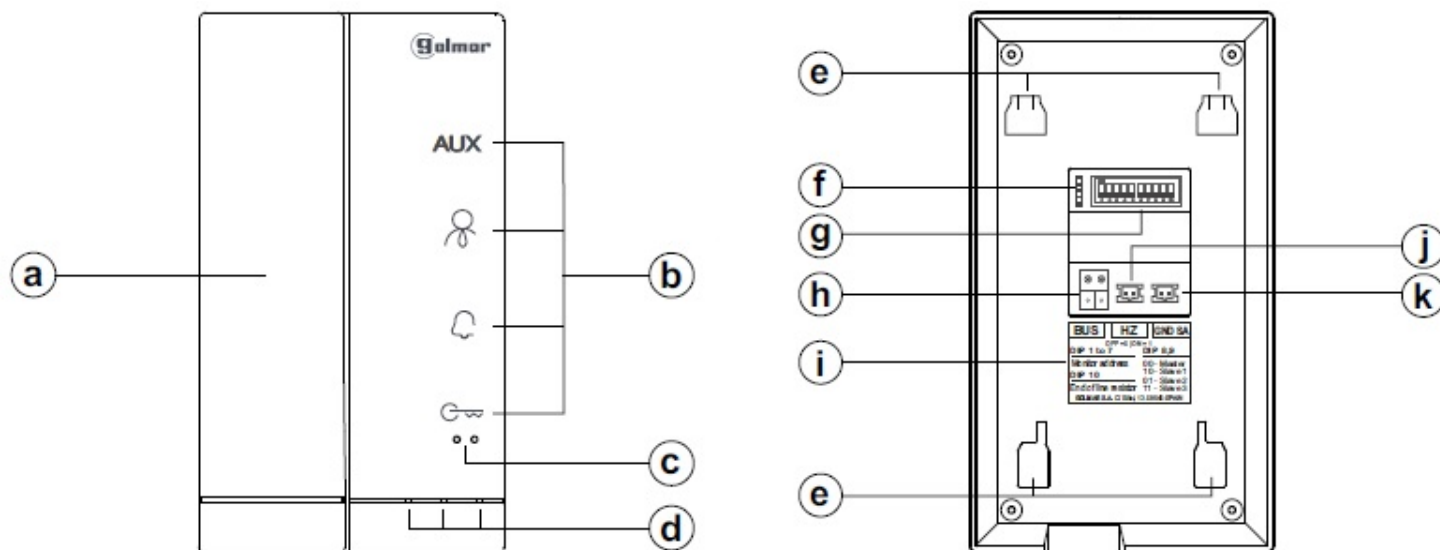 golmar
AUX
a
b
c
d
e
f
g
h
i
j
k
e
BUS HZ GND SA
DIP 1 to 7 DIP 8,9
Monitor address 00 - Master
10 - Slave1
DIP 10 01 - Slave2
End of line resistor 11 - Slave3